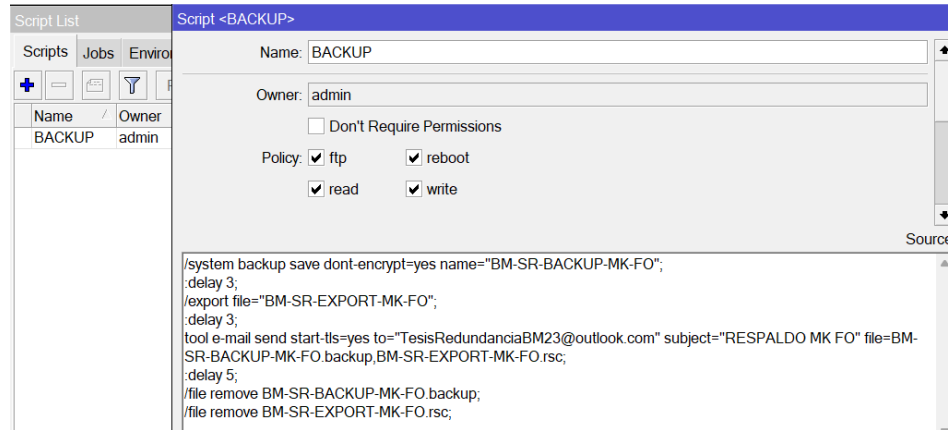 Script List
Script <BACKUP>
Scripts Jobs Environ
Name: BACKUP
Owner: admin
Name Owner
BACKUP admin
Don't Require Permissions
Policy: ftp reboot
read write
Source
/system backup save dont-encrypt=yes name="BM-SR-BACKUP-MK-FO";
:delay 3;
/export file="BM-SR-EXPORT-MK-FO";
:delay 3;
tool e-mail send start-tls=yes to="TesisRedundanciaBM23@outlook.com" subject="RESPALDO MK FO" file=BM-
SR-BACKUP-MK-FO.backup,BM-SR-EXPORT-MK-FO.rsc;
:delay 5;
/file remove BM-SR-BACKUP-MK-FO.backup;
/file remove BM-SR-EXPORT-MK-FO.rsc;